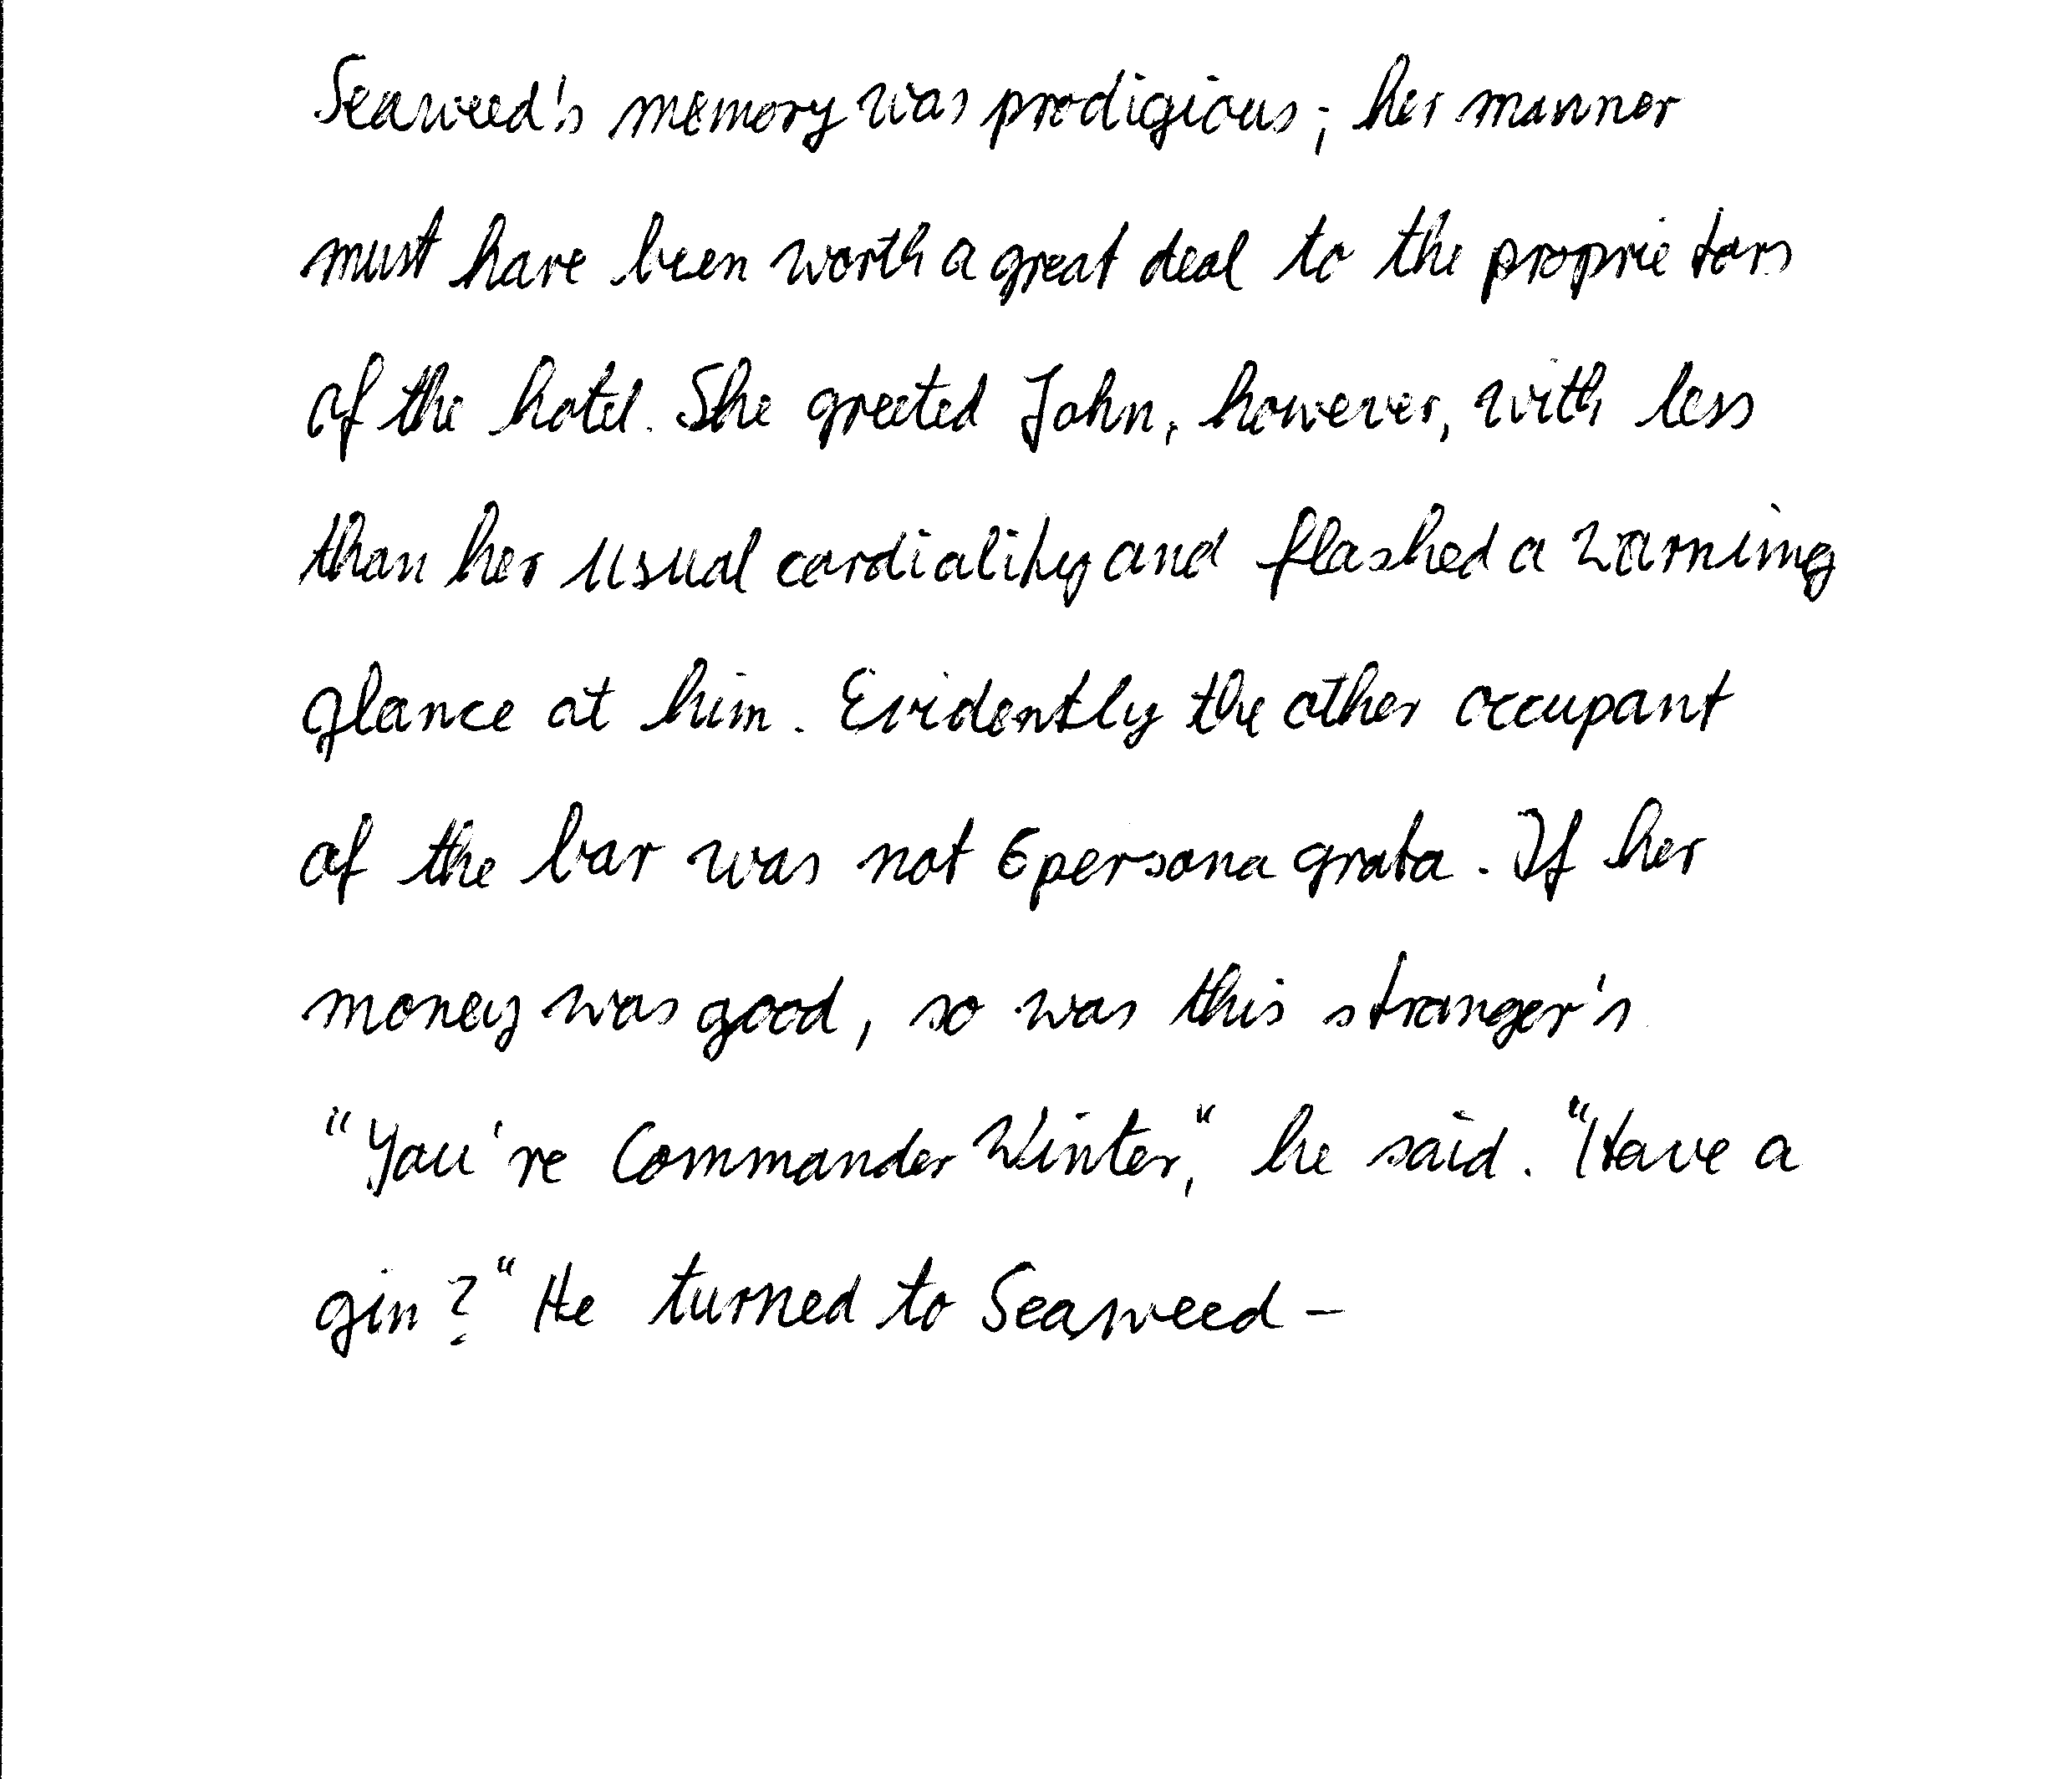 Seaweed's memory was prodigious; her manner
must have been worth a great deal to the proprietors
of the hotel. She greeted John, however, with less
than her usual cordiality and flashed a warning
glance at him. Evidently the other occupant
of the bar was not 6persona grata. If her
money was good, so was this stranger's.
"You're Commander Winter," he said. "Have a
gin?" He turned to Seaweed -